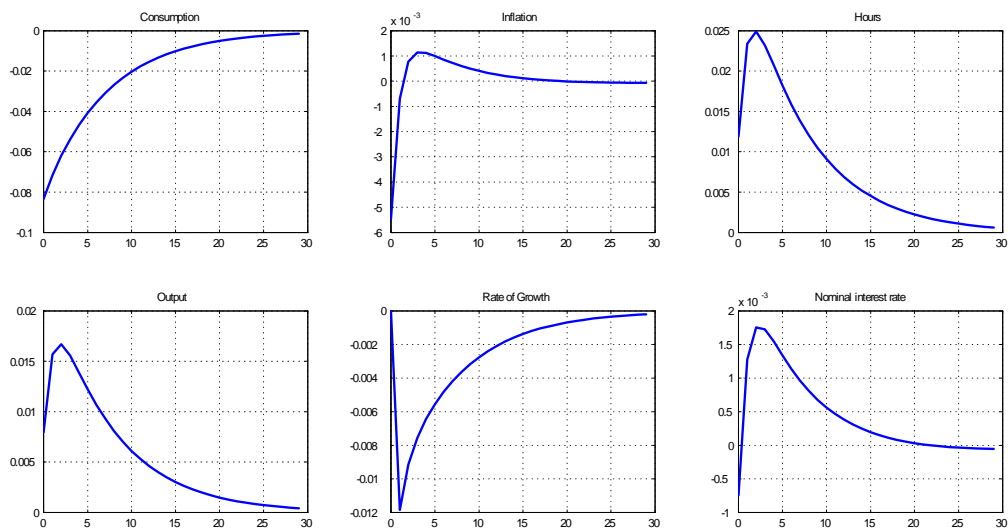 Consumption
0
-0.02
-0.04
-0.06
-0.08
-0.1
0 5 10 15 20 25 30
Inflation
x 10 -3
2
1
0
-1
-2
-3
-4
-5
-6
0 5 10 15 20 25 30
Hours
0.025
0.02
0.015
0.01
0.005
0
0 5 10 15 20 25 30
Output
0.02
0.015
0.01
0.005
0
0 5 10 15 20 25 30
Rate of Growth
0
-0.002
-0.004
-0.006
-0.008
-0.01
-0.012
0 5 10 15 20 25 30
Nominal interest rate
x 10 -3
2
1.5
1
0.5
0
-0.5
-1
0 5 10 15 20 25 30